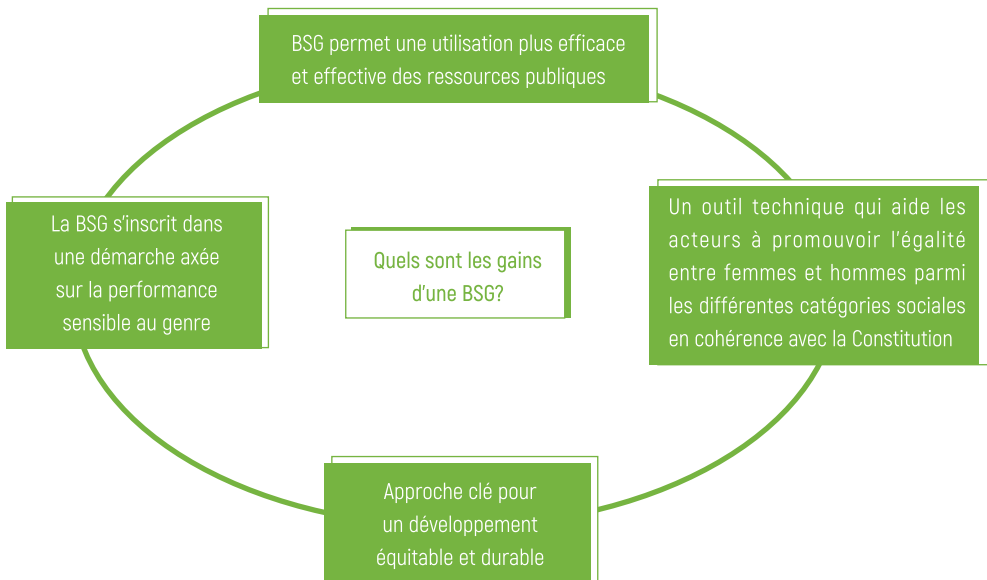 BSG permet une utilisation plus efficace
et effective des ressources publiques
La BSG s'inscrit dans
une démarche axée
sur la performance
sensible au genre
Quels sont les gains
d'une BSG?
Un outil technique qui aide les
acteurs à promouvoir l'égalité
entre femmes et hommes parmi
les différentes catégories sociales
en cohérence avec la Constitution
Approche clé pour
un développement
équitable et durable